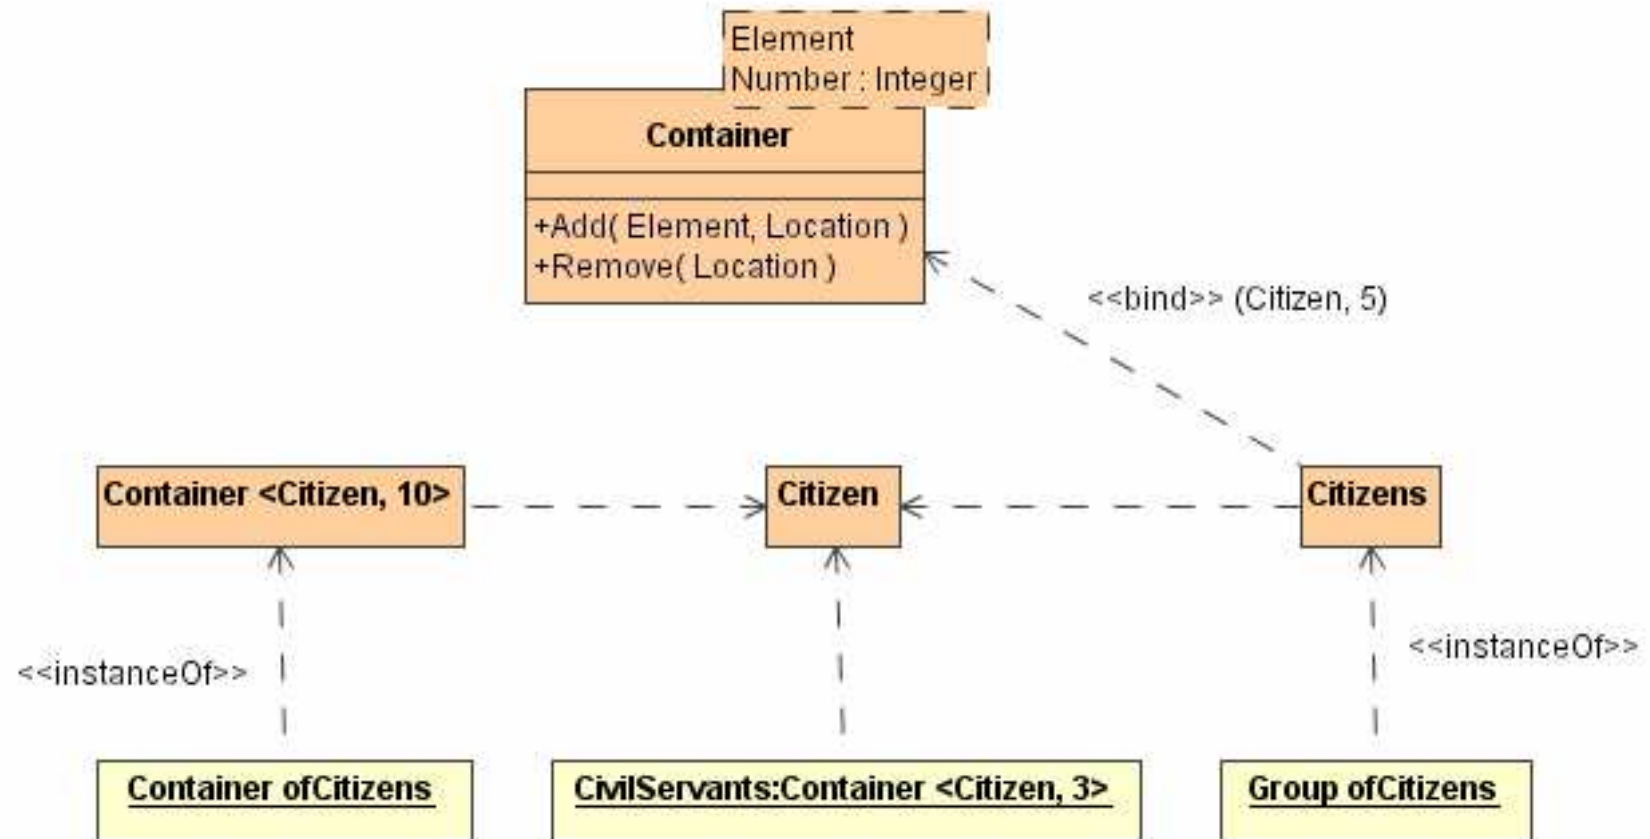 Element
Number : Integer
Container
+Add( Element, Location )
+Remove( Location )
<<bind>> (Citizen, 5)
Container <Citizen, 10>
Citizen
Citizens
<<instanceOf>>
<<instanceOf>>
Container ofCitizens
CivilServants:Container <Citizen, 3>
Group ofCitizens